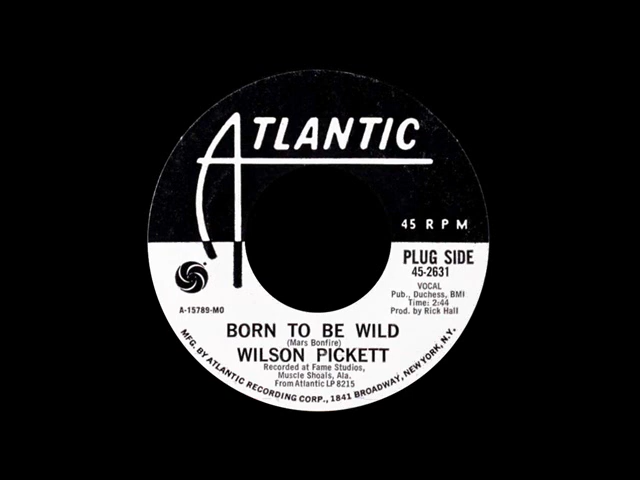 ATLANTIC
45 RPM
PLUG SIDE
45-2631
VOCAL
Pub., Duchess, BMI
Time: 2:44
Prod. by Rick Hall
A-15789-MO
BORN TO BE WILD
(Mars Bonfire)
WILSON PICKETT
Recorded at Fame Studios,
Muscle Shoals, Ala.
From Atlantic LP 8215
MFG. BY ATLANTIC RECORDING CORP., 1841 BROADWAY, NEW YORK, N.Y.